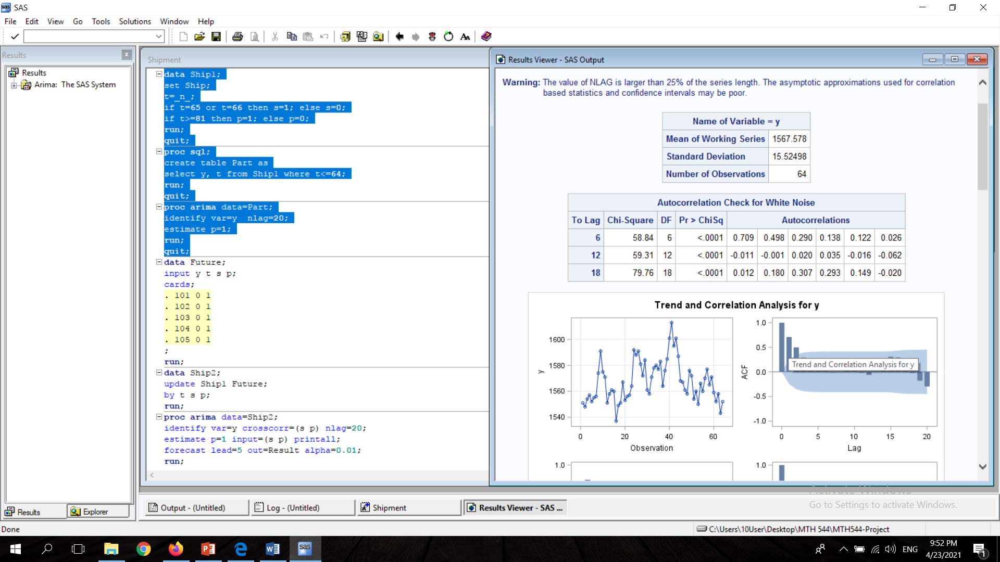 SAS
File Edit View Go Tools Solutions Window Help
Results
Results
Arima: The SAS System
Results
Explorer
Shipment
data Ship1;
set Ship;
t=_n_;
if t=65 or t=66 then s=1; else s=0;
if t>=81 then p=1; else p=0;
run;
quit;
proc sql;
create table Part as
select y, t from Ship1 where t<=64;
run;
quit;
proc arima data=Part;
identify var=y nlag=20;
estimate p=1;
run;
quit;
data Future;
input y t s p;
cards;
. 101 0 1
. 102 0 1
. 103 0 1
. 104 0 1
. 105 0 1
;
run;
data Ship2;
update Ship1 Future;
by t s p;
run;
proc arima data=Ship2;
identify var=y crosscorr=(s p) nlag=20;
estimate p=1 input=(s p) printall;
forecast lead=5 out=Result alpha=0.01;
run;
Results Viewer - SAS Output
Warning: The value of NLAG is larger than 25% of the series length. The asymptotic approximations used for correlation
based statistics and confidence intervals may be poor.
Name of Variable = y
Mean of Working Series 1567.578
Standard Deviation 15.52498
Number of Observations 64
Autocorrelation Check for White Noise
To Lag Chi-Square DF Pr > ChiSq Autocorrelations
6 58.84 6 <.0001 0.709 0.498 0.290 0.138 0.122 0.026
12 59.31 12 <.0001 -0.011 -0.001 0.020 0.035 -0.016 -0.062
18 79.76 18 <.0001 0.012 0.180 0.307 0.293 0.149 -0.020
Trend and Correlation Analysis for y
y
1600
1580
1560
1540
0 20 40 60
Observation
ACF
1.0
0.5
0.0
-0.5
-1.0
0 5 10 15 20
Lag
Trend and Correlation Analysis for y
1.0
1.0
Go to Settings to activate Windows.
Output - (Untitled)
Log - (Untitled)
Shipment
Results Viewer - SAS ...
Done
C:\Users\10User\Desktop\MTH 544\MTH544-Project
ENG
9:52 PM
4/23/2021
1
sas